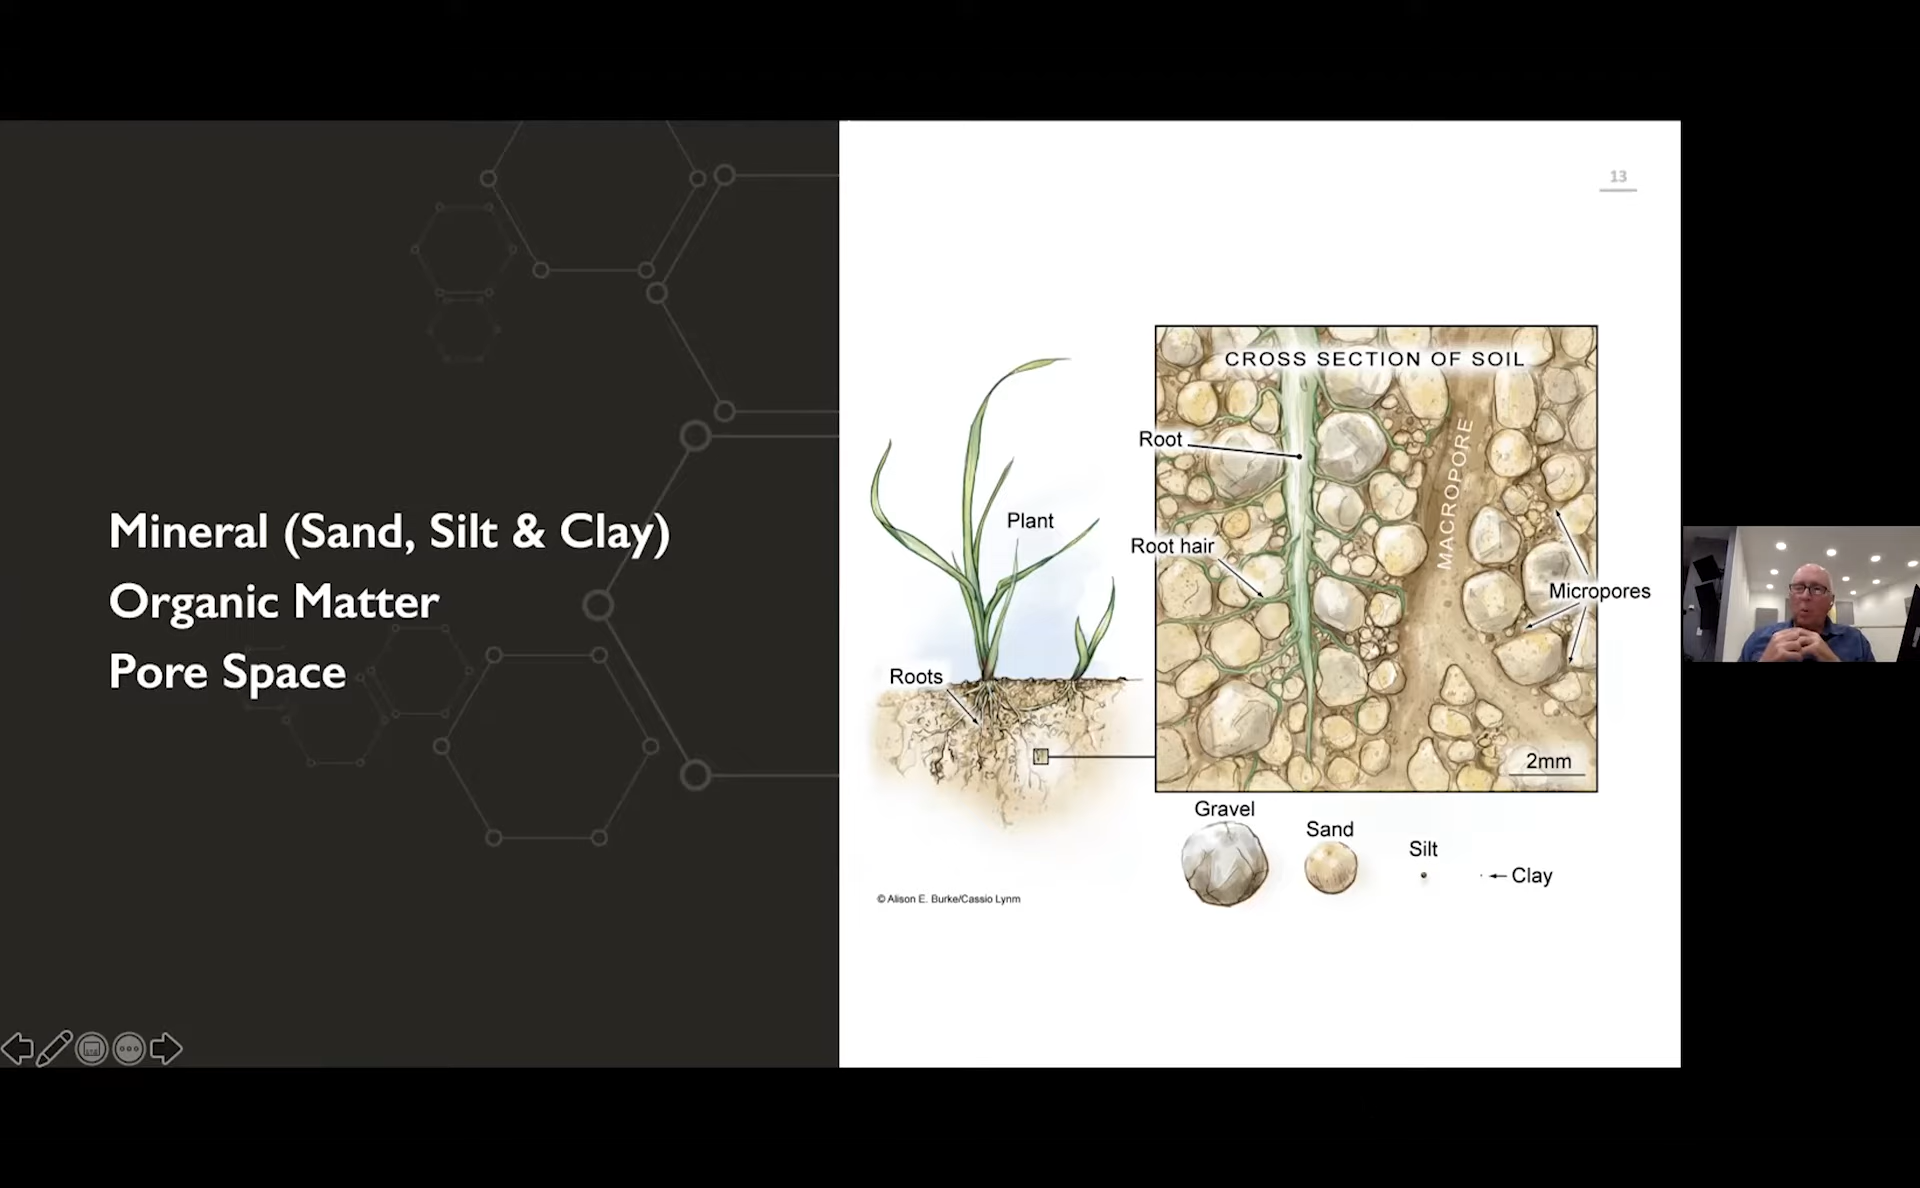 13
Mineral (Sand, Silt & Clay)
Organic Matter
Pore Space
CROSS SECTION OF SOIL
Root
MACROPORE
Plant
Root hair
Micropores
Roots
2mm
Gravel
Sand
Silt
Clay
© Alison E. Burke/Cassio Lynm